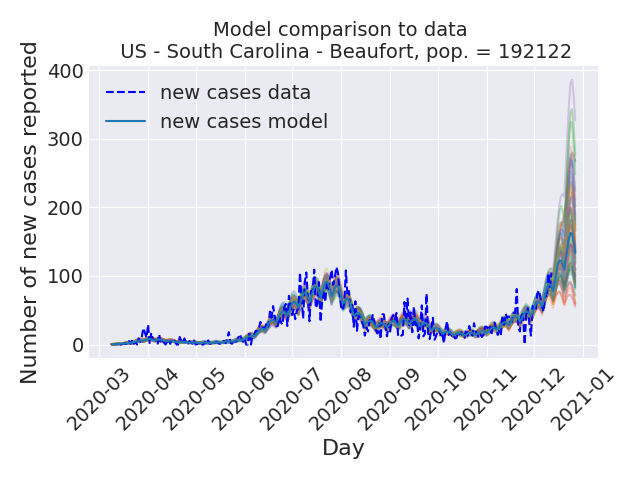 Model comparison to data
US - South Carolina - Beaufort, pop. = 192122
new cases data
new cases model
Number of new cases reported
400
300
200
100
0
2020-03
2020-04
2020-05
2020-06
2020-07
2020-08
2020-09
2020-10
2020-11
2020-12
2021-01
Day